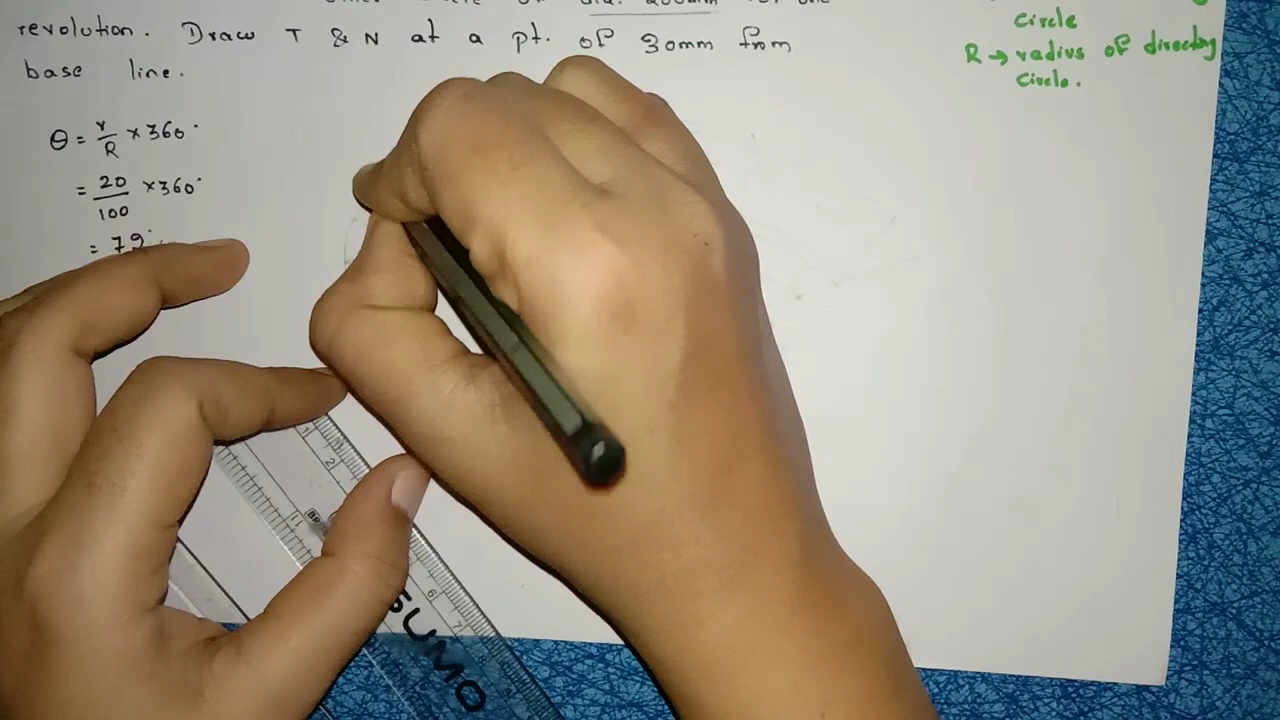 revolution. Draw T & N at a pt. of 30mm from
base line.
θ = r/R × 360°
= 20/100 × 360°
= 72°
circle
R → radius of directing
circle.
SUMO